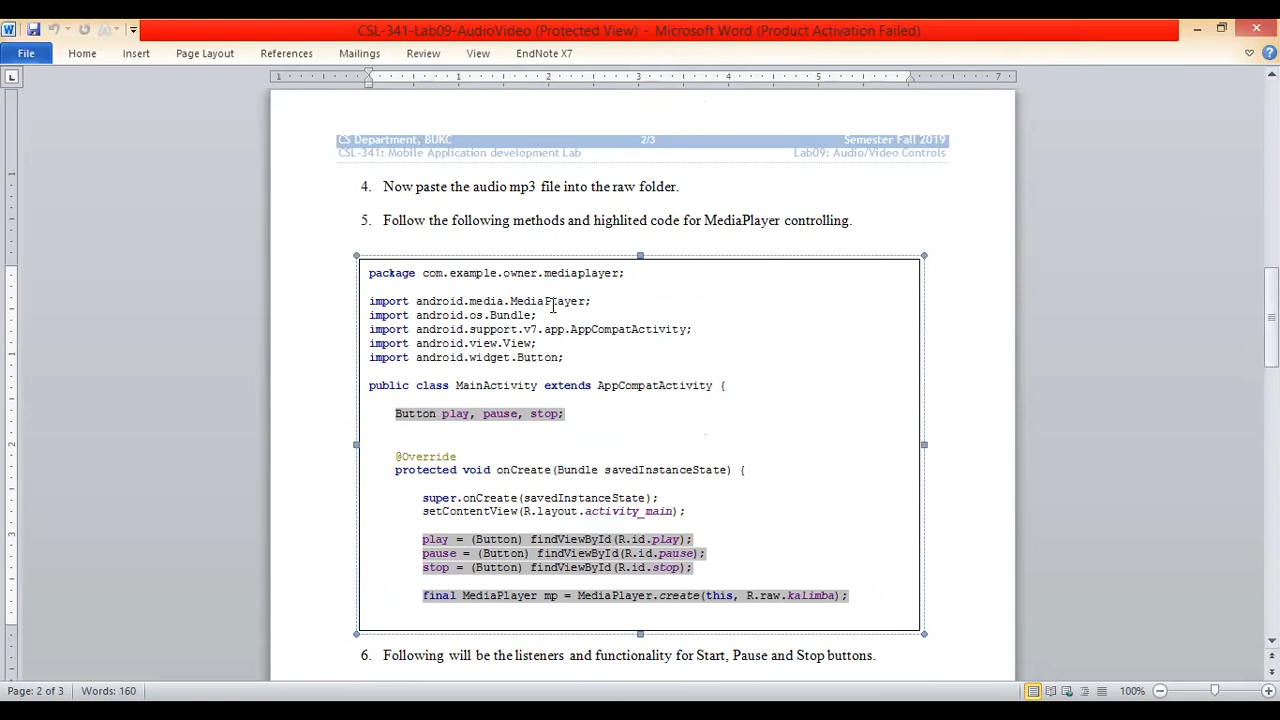 CSL-341-Lab09-AudioVideo (Protected View) - Microsoft Word (Product Activation Failed)
File Home Insert Page Layout References Mailings Review View EndNote X7
1 1 2 3 4 5 7
CS Department, BUKC 2/3 Semester Fall 2019
CSL-341: Mobile Application development Lab Lab09: Audio/Video Controls
4. Now paste the audio mp3 file into the raw folder.
5. Follow the following methods and highlited code for MediaPlayer controlling.
package com.example.owner.mediaplayer;
import android.media.MediaPlayer;
import android.os.Bundle;
import android.support.v7.app.AppCompatActivity;
import android.view.View;
import android.widget.Button;
public class MainActivity extends AppCompatActivity {
Button play, pause, stop;
@Override
protected void onCreate(Bundle savedInstanceState) {
super.onCreate(savedInstanceState);
setContentView(R.layout.activity_main);
play = (Button) findViewById(R.id.play);
pause = (Button) findViewById(R.id.pause);
stop = (Button) findViewById(R.id.stop);
final MediaPlayer mp = MediaPlayer.create(this, R.raw.kalimba);
6. Following will be the listeners and functionality for Start, Pause and Stop buttons.
Page: 2 of 3 Words: 160 100%